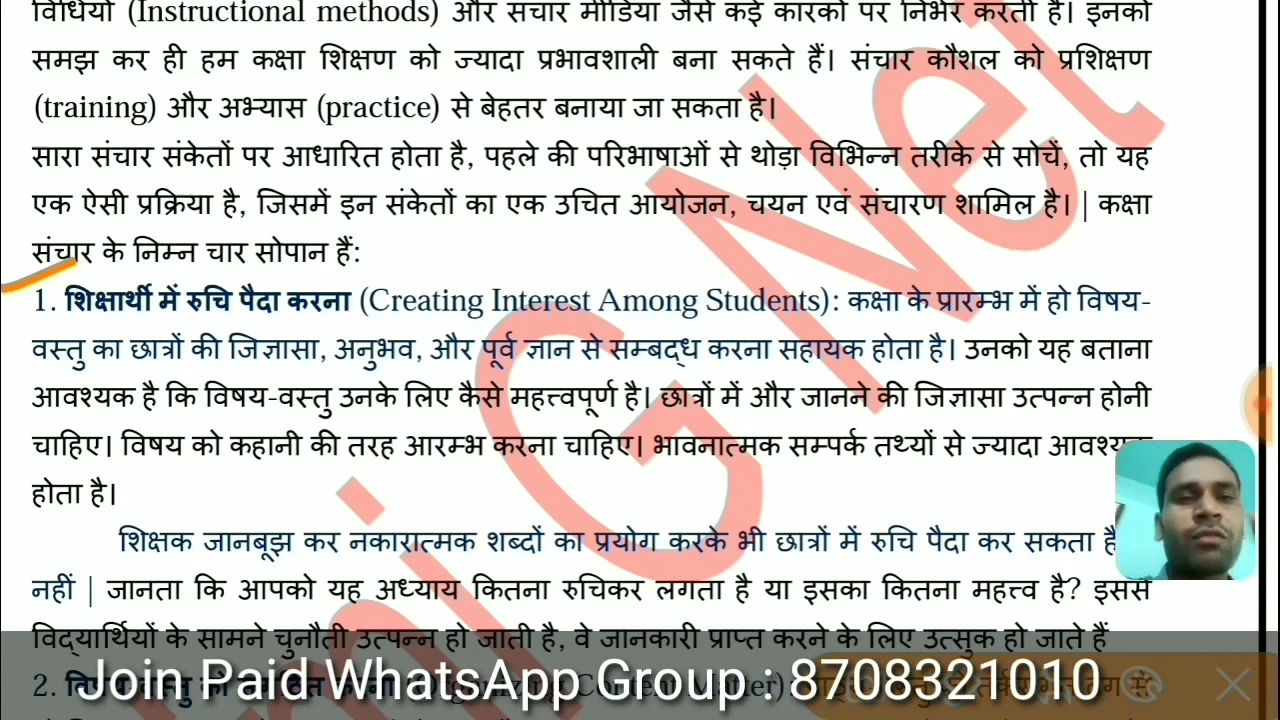 विधियों (Instructional methods) और संचार मीडिया जैसे कई कारकों पर निर्भर करती है। इनको
समझ कर ही हम कक्षा शिक्षण को ज्यादा प्रभावशाली बना सकते हैं। संचार कौशल को प्रशिक्षण
(training) और अभ्यास (practice) से बेहतर बनाया जा सकता है।
सारा संचार संकेतों पर आधारित होता है, पहले की परिभाषाओं से थोड़ा विभिन्न तरीके से सोचें, तो यह
एक ऐसी प्रक्रिया है, जिसमें इन संकेतों का एक उचित आयोजन, चयन एवं संचारण शामिल है। | कक्षा
संचार के निम्न चार सोपान हैं:
1. शिक्षार्थी में रुचि पैदा करना (Creating Interest Among Students): कक्षा के प्रारम्भ में हो विषय-
वस्तु का छात्रों की जिज्ञासा, अनुभव, और पूर्व ज्ञान से सम्बद्ध करना सहायक होता है। उनको यह बताना
आवश्यक है कि विषय-वस्तु उनके लिए कैसे महत्त्वपूर्ण है। छात्रों में और जानने की जिज्ञासा उत्पन्न होनी
चाहिए। विषय को कहानी की तरह आरम्भ करना चाहिए। भावनात्मक सम्पर्क तथ्यों से ज्यादा आवश्यक
होता है।
शिक्षक जानबूझ कर नकारात्मक शब्दों का प्रयोग करके भी छात्रों में रुचि पैदा कर सकता है
नहीं | जानता कि आपको यह अध्याय कितना रुचिकर लगता है या इसका कितना महत्त्व है? इससे
विद्यार्थियों के सामने चुनौती उत्पन्न हो जाती है, वे जानकारी प्राप्त करने के लिए उत्सुक हो जाते हैं
2. Content Matter)
Join Paid WhatsApp Group : 8708321010
G Net